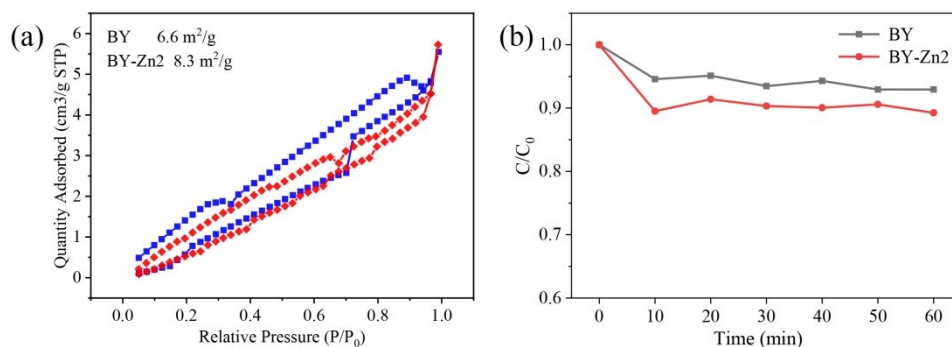 (a)
BY 6.6 m²/g
BY-Zn2 8.3 m²/g
Quantity Adsorbed (cm3/g STP)
6
5
4
3
2
1
0
0.0 0.2 0.4 0.6 0.8 1.0
Relative Pressure (P/P₀)
(b)
BY
BY-Zn2
C/C₀
1.0
0.9
0.8
0.7
0.6
0 10 20 30 40 50 60
Time (min)